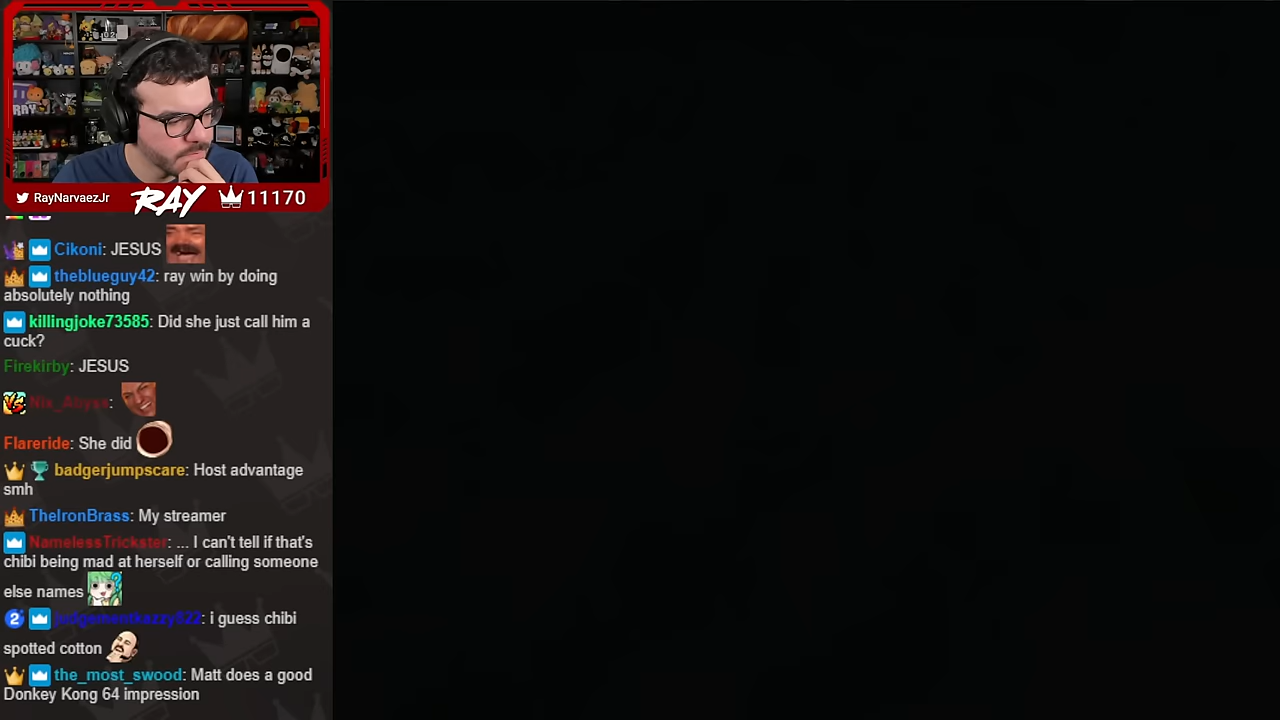 RAY
RayNarvaezJr RAY 11170
Cikoni: JESUS
theblueguy42: ray win by doing
absolutely nothing
killingjoke73585: Did she just call him a
cuck?
Firekirby: JESUS
Nix_Abyss:
Flareride: She did
badgerjumpscare: Host advantage
smh
TheIronBrass: My streamer
NamelessTrickster: ... I can't tell if that's
chibi being mad at herself or calling someone
else names
2 judgementkazzy822: i guess chibi
spotted cotton
the_most_swood: Matt does a good
Donkey Kong 64 impression